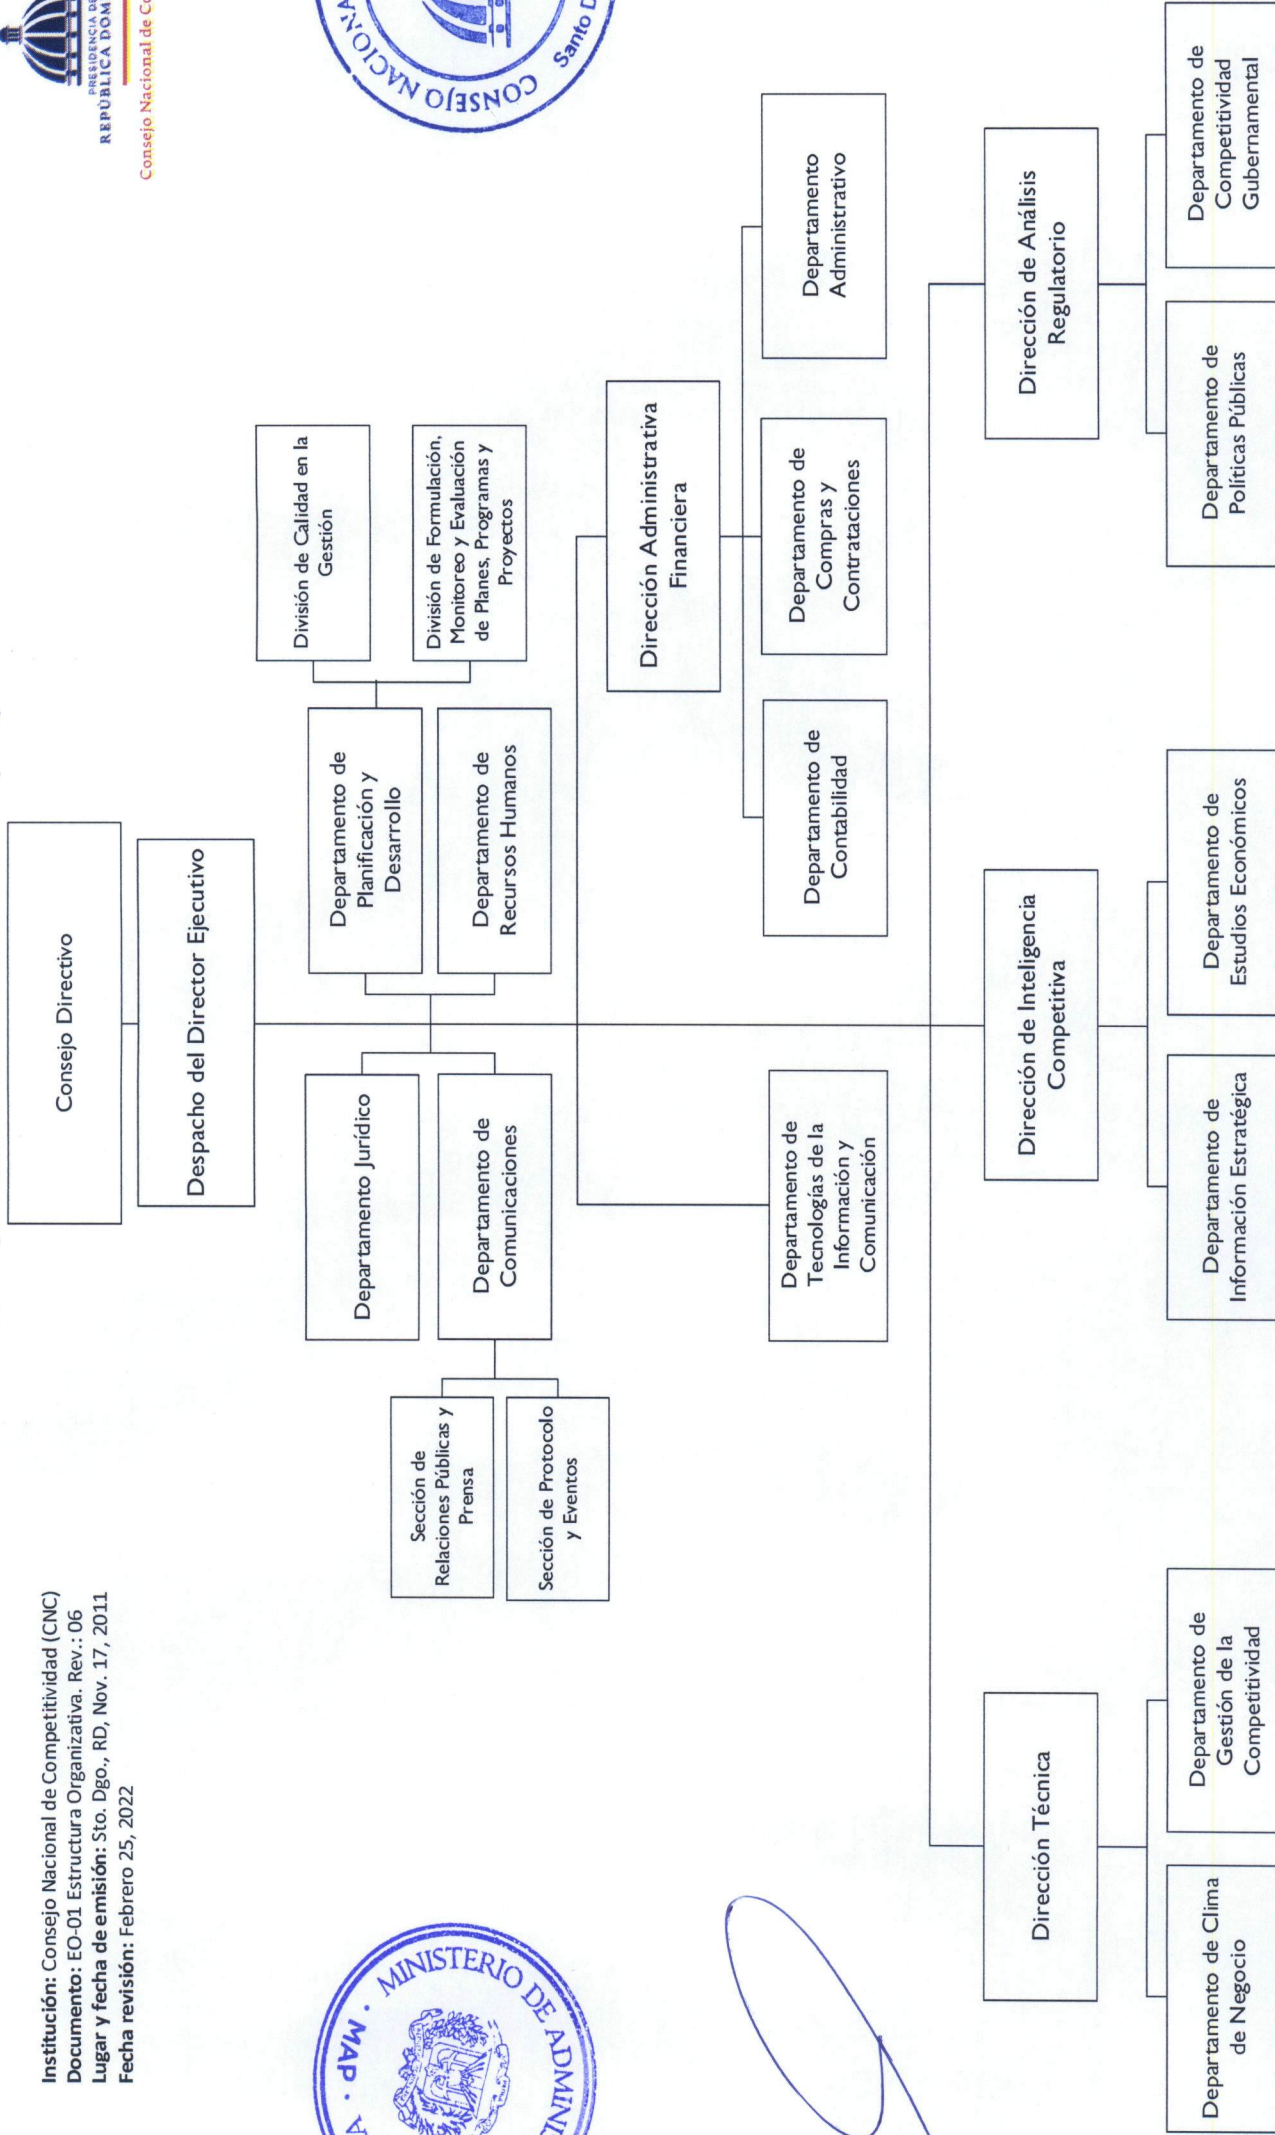 Institución: Consejo Nacional de Competitividad (CNC)
Documento: EO-01 Estructura Organizativa. Rev.: 06
Lugar y fecha de emisión: Sto. Dgo., RD, Nov. 17, 2011
Fecha revisión: Febrero 25, 2022
PRESIDENCIA DE
REPÚBLICA DOM
Consejo Nacional de Co
Consejo Directivo
Despacho del Director Ejecutivo
Departamento Jurídico
Departamento de
Comunicaciones
Sección de
Relaciones Públicas y
Prensa
Sección de Protocolo
y Eventos
Departamento de
Planificación y
Desarrollo
Departamento de
Recursos Humanos
División de Calidad en la
Gestión
División de Formulación,
Monitoreo y Evaluación
de Planes, Programas y
Proyectos
MAP · MINISTERIO DE ADMINI
CONSEJO NACIONA
Santo D
Departamento de
Tecnologías de la
Información y
Comunicación
Dirección Administrativa
Financiera
Departamento de
Contabilidad
Departamento de
Compras y
Contrataciones
Departamento
Administrativo
Dirección Técnica
Departamento de Clima
de Negocio
Departamento de
Gestión de la
Competitividad
Dirección de Inteligencia
Competitiva
Departamento de
Información Estratégica
Departamento de
Estudios Económicos
Dirección de Análisis
Regulatorio
Departamento de
Políticas Públicas
Departamento de
Competitividad
Gubernamental